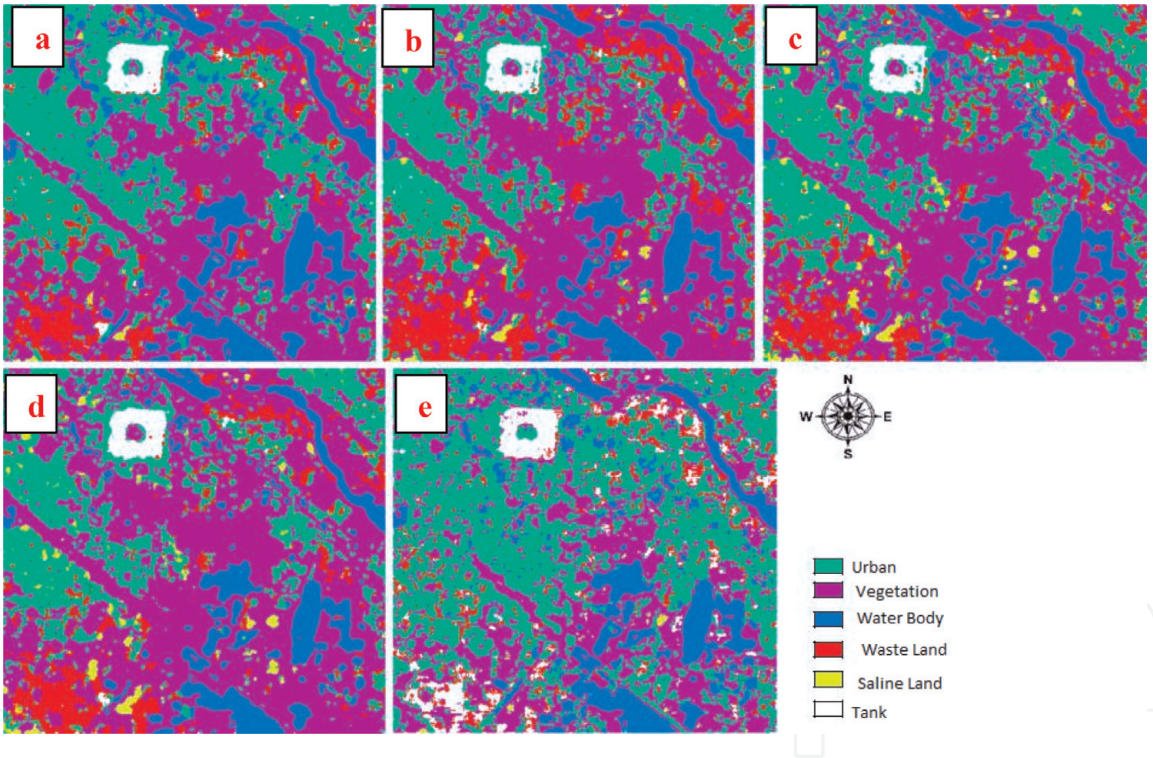 a
b
c
d
e
N
W E
S
Urban
Vegetation
Water Body
Waste Land
Saline Land
Tank